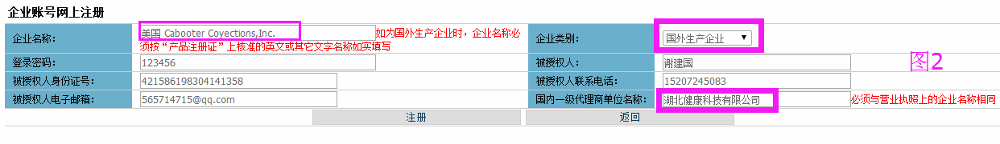 企业账号网上注册
企业名称: 美国 Cabooter Coyections,Inc. 如为国外生产企业时，企业名称必须按“产品注册证”上核准的英文或其它文字名称如实填写 企业类别: 国外生产企业
登录密码: 123456 被授权人: 谢建国
图2
被授权人身份证号: 421586198304141358 被授权人联系电话: 15207245083
被授权人电子邮箱: 565714715@qq.com 国内一级代理商单位名称: 湖北健康科技有限公司 必须与营业执照上的企业名称相同
注册 返回